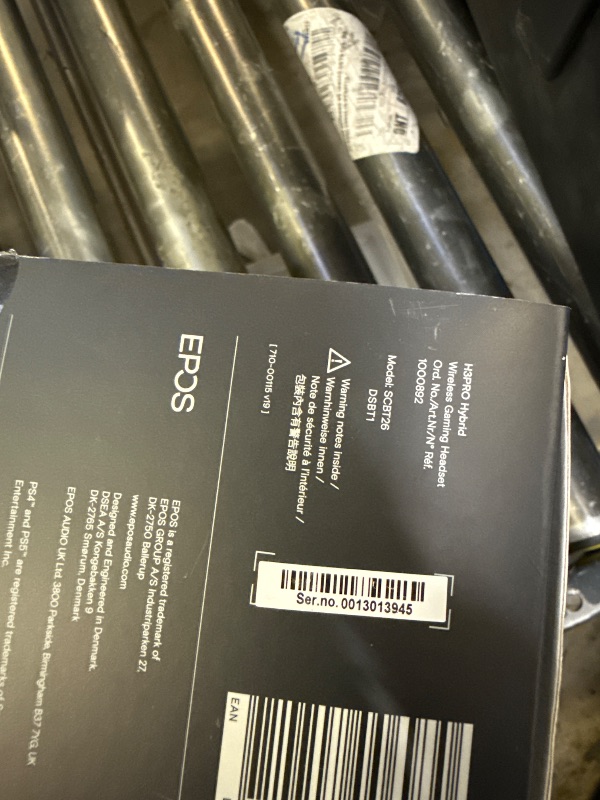 H3PRO Hybrid
Wireless Gaming Headset
Ord. No./Art.Nr/N° Réf.
1000892
Model: SCBT26
DSBT1
Warning notes inside /
Warnhinweise innen /
Note de sécurité à l'intérieur /
包裝內含有警告說明
[ 710-00115 v19 ]
EPOS
Ser.no. 0013013945
EPOS is a registered trademark of
EPOS GROUP A/S Industriparken 27,
DK-2750 Ballerup
www.eposaudio.com
Designed and Engineered in Denmark.
DSEA A/S Kongebakken 9
DK-2765 Smørum, Denmark
EPOS AUDIO UK Ltd. 3800 Parkside, Birmingham B37 7YG, UK
PS4™ and PS5™ are registered trademarks of
Entertainment Inc.
EAN